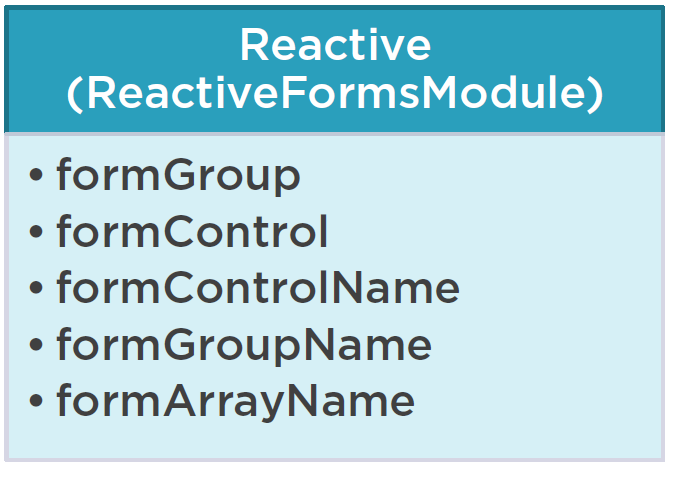 Reactive
(ReactiveFormsModule)
• formGroup
• formControl
• formControlName
• formGroupName
• formArrayName